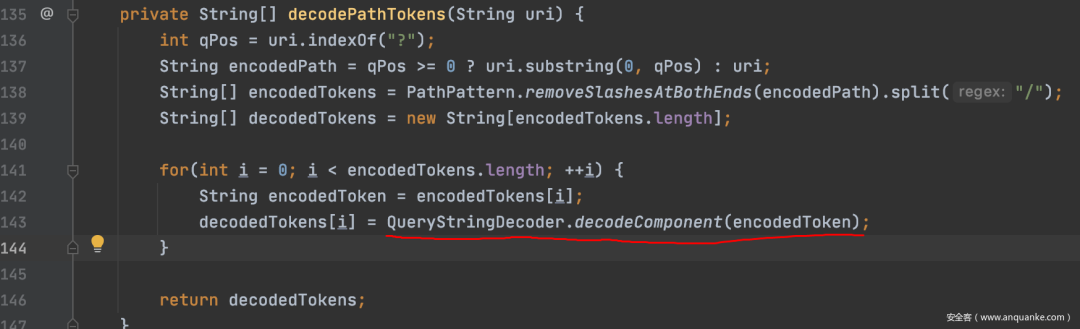 135 @ private String[] decodePathTokens(String uri) {
136 int qPos = uri.indexOf("?");
137 String encodedPath = qPos >= 0 ? uri.substring(0, qPos) : uri;
138 String[] encodedTokens = PathPattern.removeSlashesAtBothEnds(encodedPath).split( regex: "/");
139 String[] decodedTokens = new String[encodedTokens.length];
140
141 for(int i = 0; i < encodedTokens.length; ++i) {
142 String encodedToken = encodedTokens[i];
143 decodedTokens[i] = QueryStringDecoder.decodeComponent(encodedToken);
144 }
145
146 return decodedTokens;
147 }
安全客（www.anquanke.com）